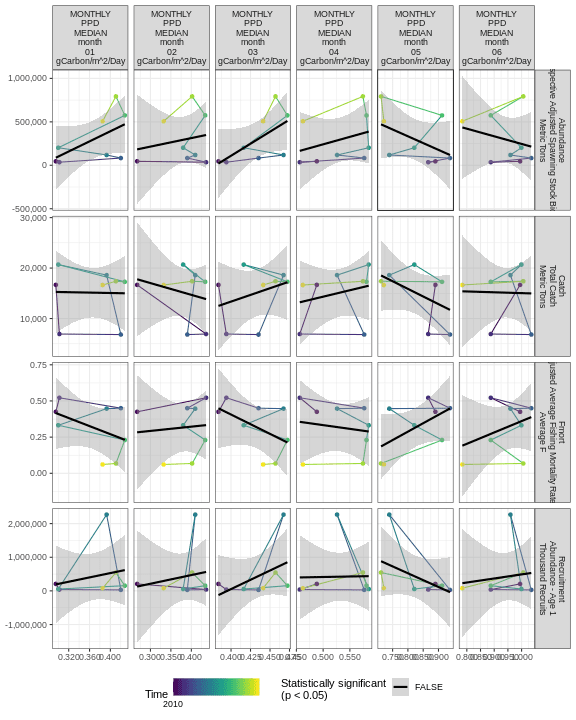 MONTHLY MONTHLY MONTHLY MONTHLY MONTHLY MONTHLY
PPD PPD PPD PPD PPD PPD
MEDIAN MEDIAN MEDIAN MEDIAN MEDIAN MEDIAN
month month month month month month
01 02 03 04 05 06
gCarbon/m^2/Day gCarbon/m^2/Day gCarbon/m^2/Day gCarbon/m^2/Day gCarbon/m^2/Day gCarbon/m^2/Day
1,000,000
500,000
0
-500,000
Abundance
Adjusted Spawning Stock
Metric Tons
30,000
20,000
10,000
Catch
Total Catch
Metric Tons
0.75
0.50
0.25
0.00
Fmort
Average Fishing Mortality Rate
Average F
2,000,000
1,000,000
0
-1,000,000
Recruitment
Abundance - Age 1
Thousand Recruits
0.320 0.360 0.400 0.300 0.350 0.400 0.400 0.425 0.450 0.475 0.450 0.500 0.550 0.750 0.800 0.850 0.900 0.800 0.850 0.900 0.950 1.000
Time
2010
Statistically significant
(p < 0.05)
FALSE